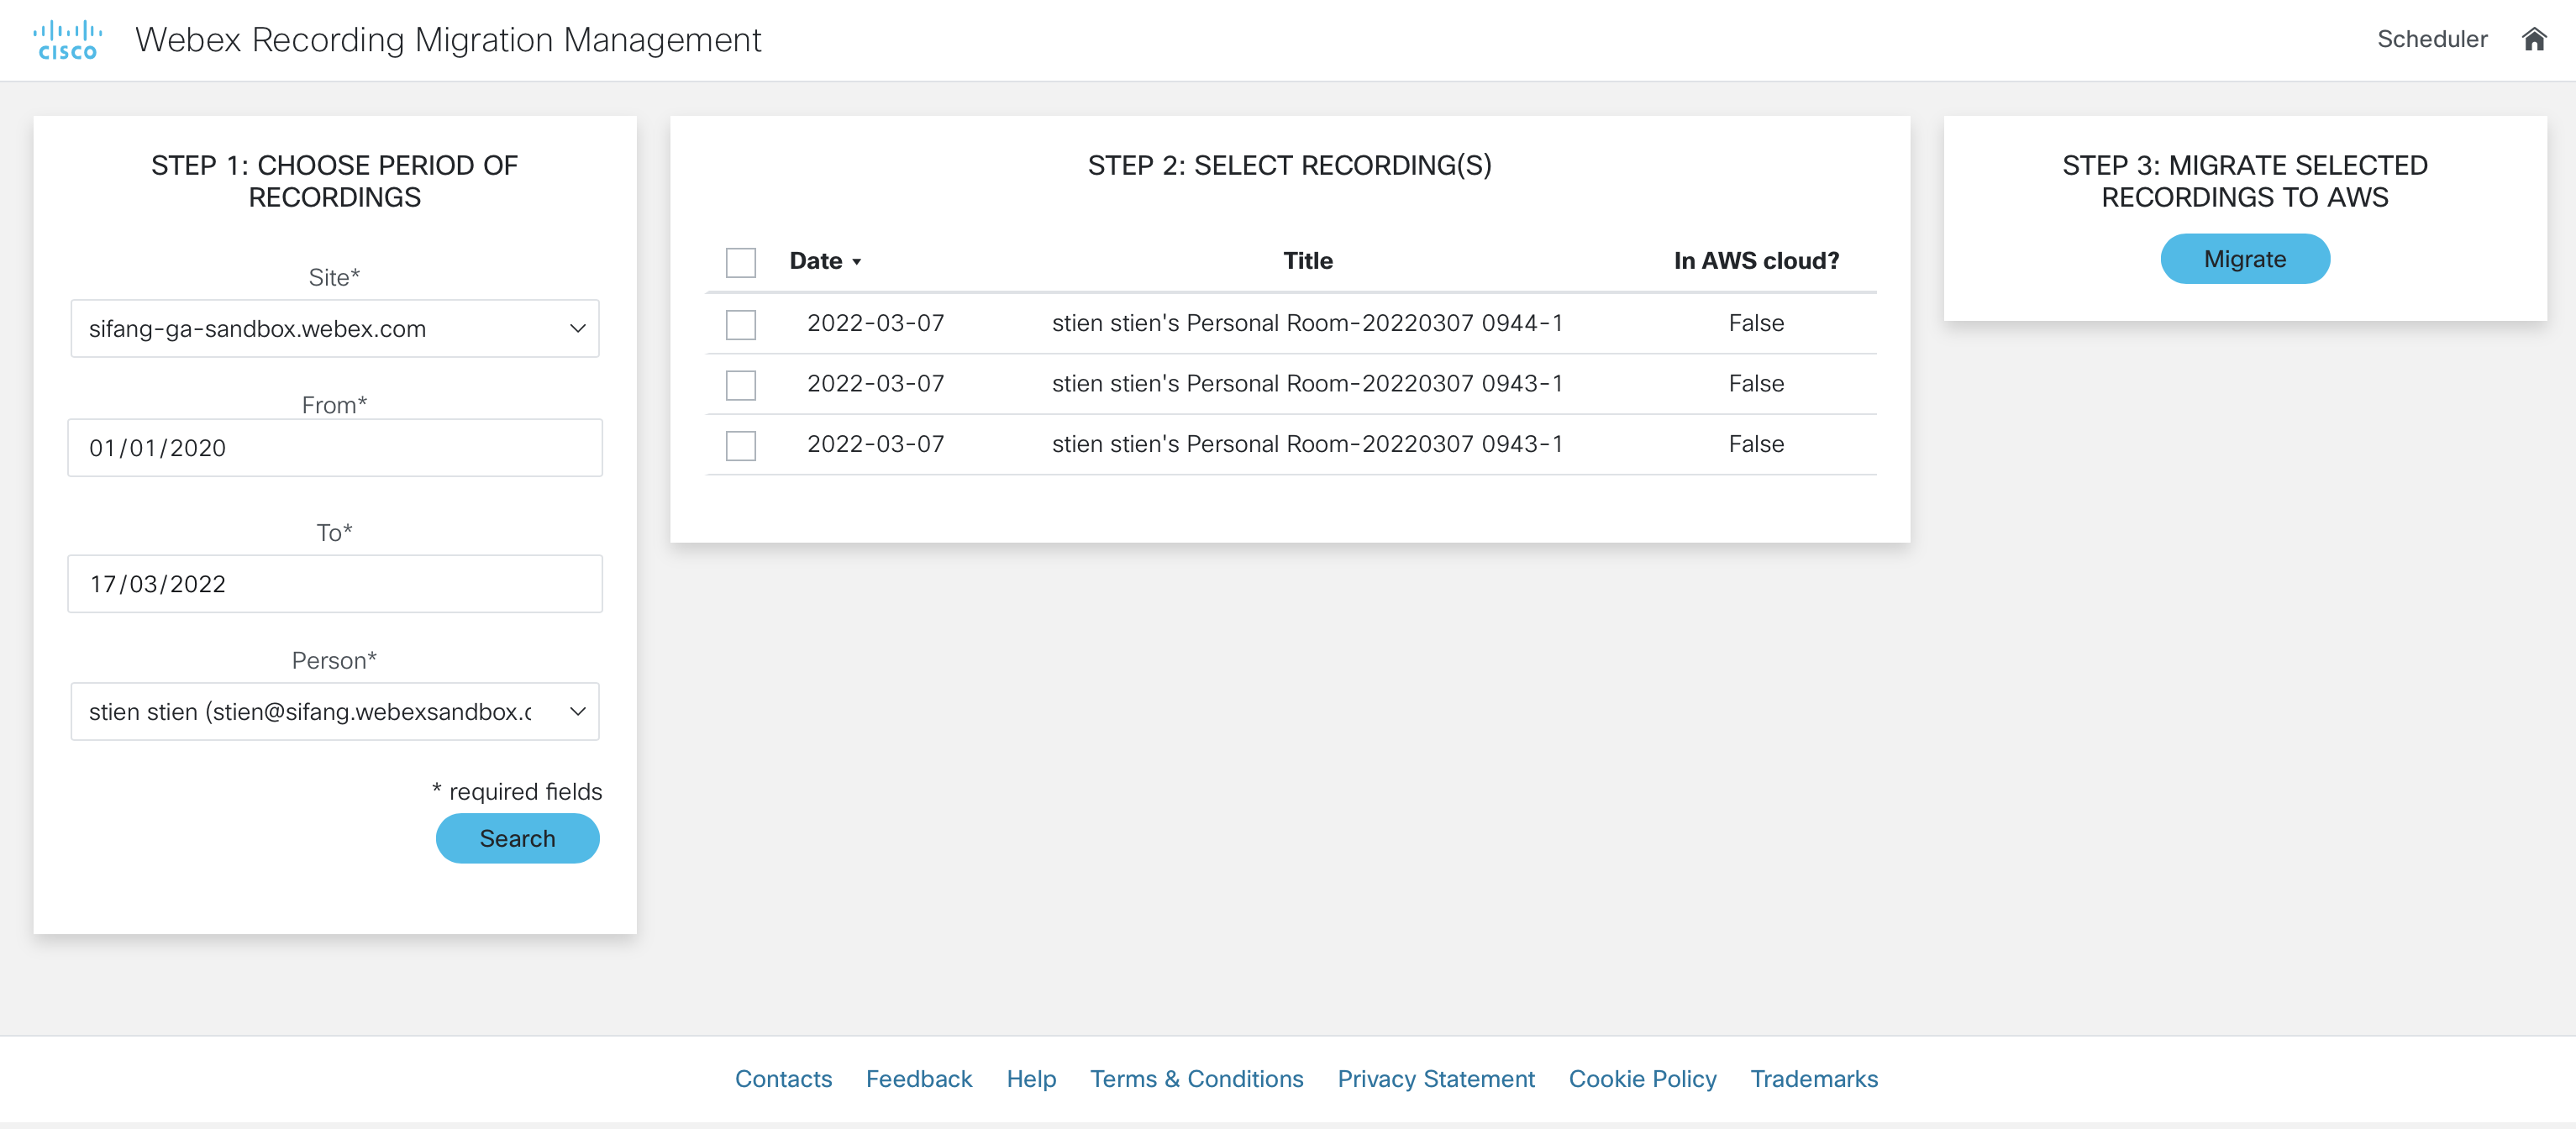 CISCO
Webex Recording Migration Management
Scheduler
STEP 1: CHOOSE PERIOD OF
RECORDINGS
Site*
sifang-ga-sandbox.webex.com
From*
01/01/2020
To*
17/03/2022
Person*
stien stien (stien@sifang.webexsandbox.c
* required fields
Search
STEP 2: SELECT RECORDING(S)
Date Title In AWS cloud?
2022-03-07 stien stien's Personal Room-20220307 0944-1 False
2022-03-07 stien stien's Personal Room-20220307 0943-1 False
2022-03-07 stien stien's Personal Room-20220307 0943-1 False
STEP 3: MIGRATE SELECTED
RECORDINGS TO AWS
Migrate
Contacts Feedback Help Terms & Conditions Privacy Statement Cookie Policy Trademarks